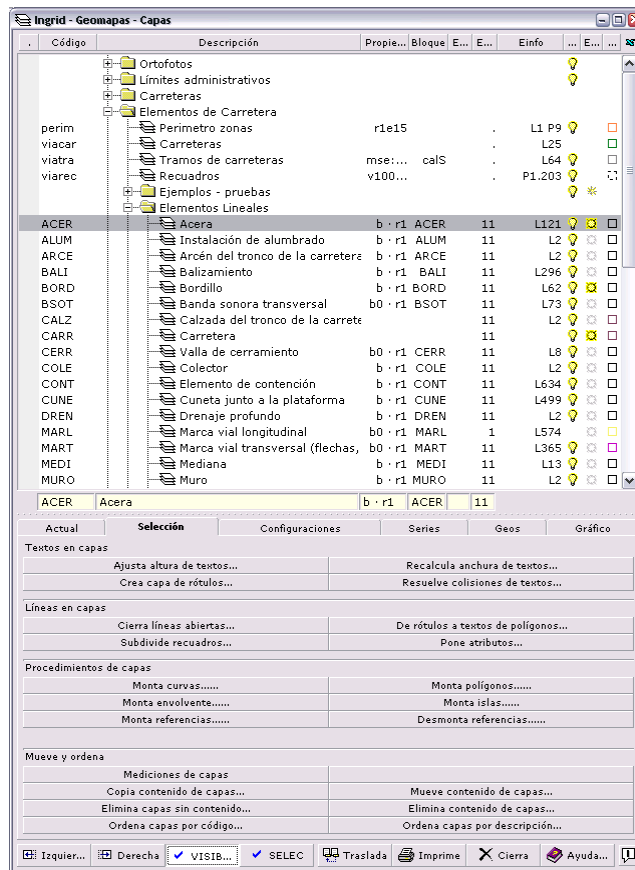 Ingrid - Geomapas - Capas
. Código Descripción Propie... Bloque E... E... Einfo ... E... ...
Ortofotos
Límites administrativos
Carreteras
Elementos de Carretera
perim Perimetro zonas r1e15 . L1 P9
viacar Carreteras . L25
viatra Tramos de carreteras mse:... calS . L64
viarec Recuadros v100... . P1.203
Ejemplos - pruebas
Elementos Lineales
ACER Acera b · r1 ACER 11 L121
ALUM Instalación de alumbrado b · r1 ALUM 11 L2
ARCE Arcén del tronco de la carretera b · r1 ARCE 11 L2
BALI Balizamiento b · r1 BALI 11 L296
BORD Bordillo b · r1 BORD 11 L62
BSOT Banda sonora transversal b0 · r1 BSOT 11 L73
CALZ Calzada del tronco de la carrete 11 L2
CARR Carretera 11
CERR Valla de cerramiento b0 · r1 CERR 11 L8
COLE Colector b · r1 COLE 11 L2
CONT Elemento de contención b · r1 CONT 11 L634
CUNE Cuneta junto a la plataforma b · r1 CUNE 11 L499
DREN Drenaje profundo b · r1 DREN 11 L2
MARL Marca vial longitudinal b0 · r1 MARL 1 L574
MART Marca vial transversal (flechas, b0 · r1 MART 11 L365
MEDI Mediana b · r1 MEDI 11 L13
MURO Muro b · r1 MURO 11 L2
ACER Acera b · r1 ACER 11
Actual Selección Configuraciones Series Geos Gráfico
Textos en capas
Ajusta altura de textos... Recalcula anchura de textos...
Crea capa de rótulos... Resuelve colisiones de textos...
Líneas en capas
Cierra líneas abiertas... De rótulos a textos de polígonos...
Subdivide recuadros... Pone atributos...
Procedimientos de capas
Monta curvas...... Monta polígonos......
Monta envolvente...... Monta islas......
Monta referencias...... Desmonta referencias......
Mueve y ordena
Mediciones de capas
Copia contenido de capas... Mueve contenido de capas...
Elimina capas sin contenido... Elimina contenido de capas...
Ordena capas por código... Ordena capas por descripción...
Izquier... Derecha VISIB... SELEC Traslada Imprime Cierra Ayuda...